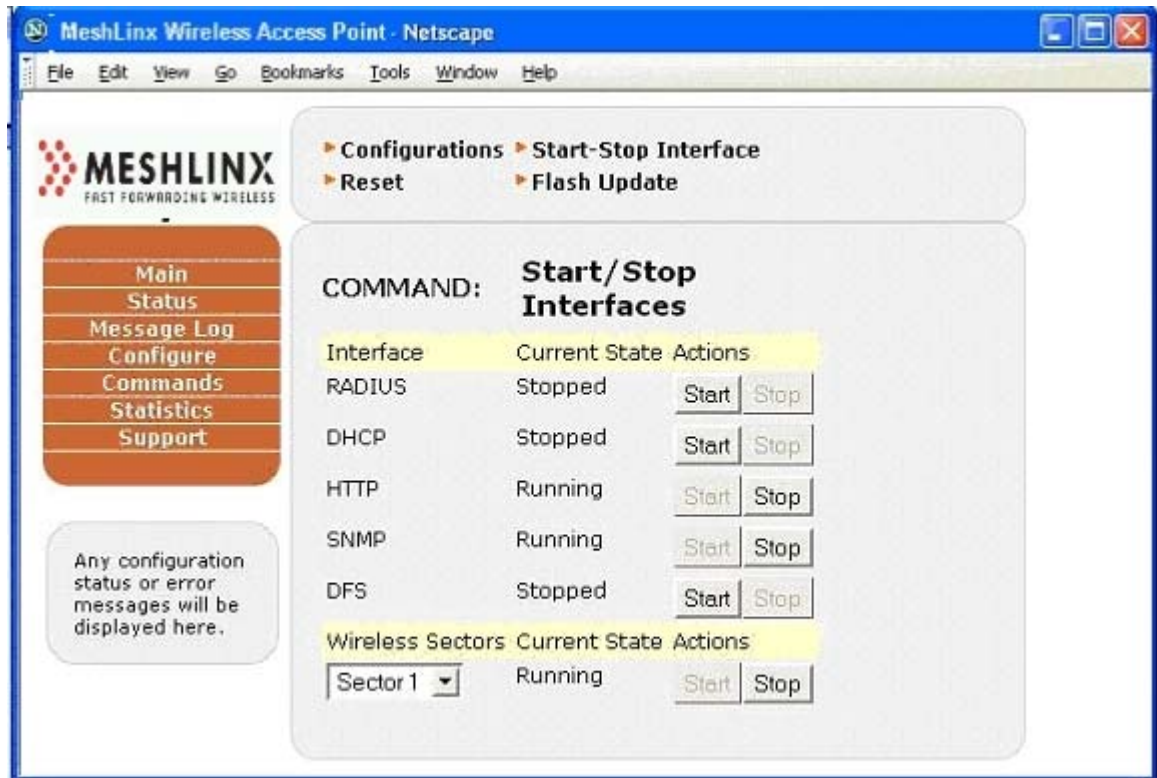 MeshLinx Wireless Access Point - Netscape
File Edit View Go Bookmarks Tools Window Help
MESHLINX
FAST FORWARDING WIRELESS
Configurations Start-Stop Interface
Reset Flash Update
Main
Status
Message Log
Configure
Commands
Statistics
Support
Any configuration
status or error
messages will be
displayed here.
COMMAND: Start/Stop
Interfaces
Interface Current State Actions
RADIUS Stopped Start Stop
DHCP Stopped Start Stop
HTTP Running Start Stop
SNMP Running Start Stop
DFS Stopped Start Stop
Wireless Sectors Current State Actions
Sector 1 Running Start Stop